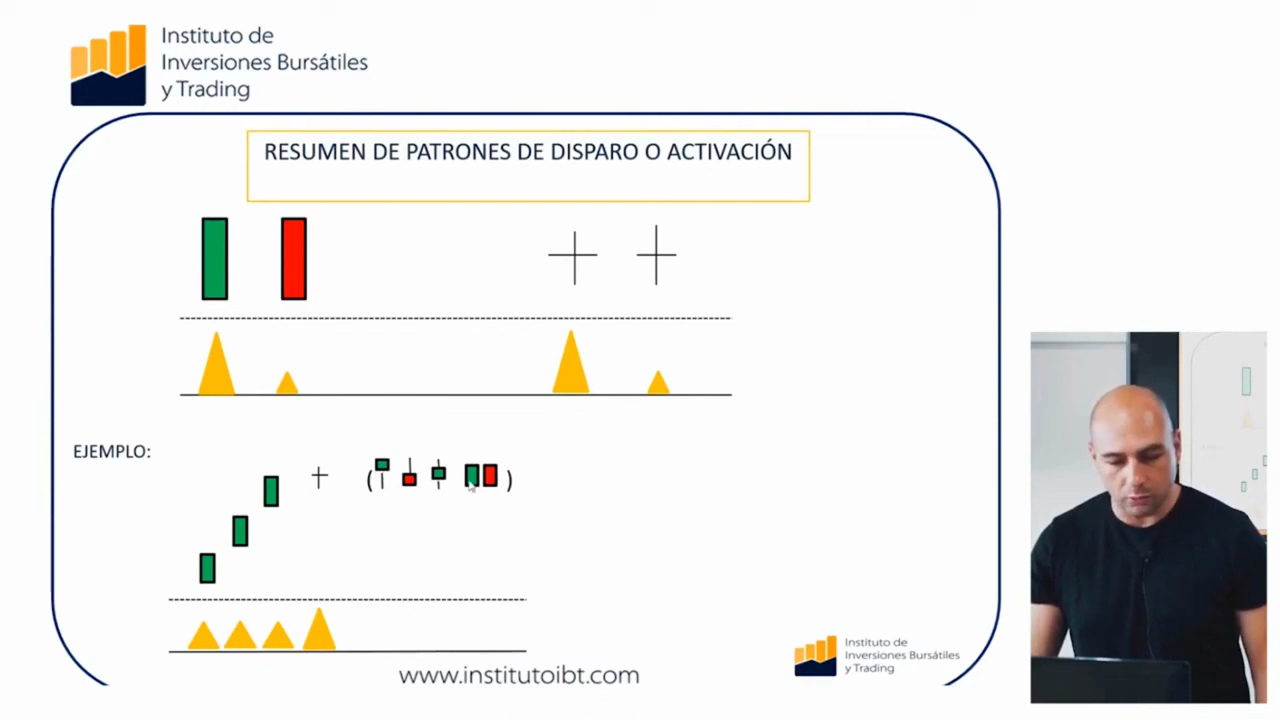 Instituto de
Inversiones Bursátiles
y Trading
RESUMEN DE PATRONES DE DISPARO O ACTIVACIÓN
EJEMPLO:
( )
Instituto de
Inversiones Bursátiles
y Trading
www.institutoibt.com